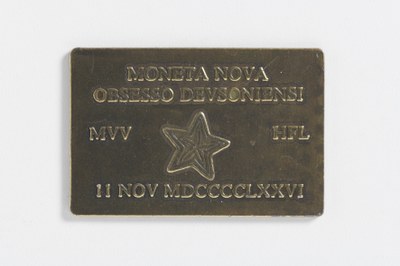 MONETA NOVA
OBSESSO DEVSONIENSI
MVV HFL
11 NOV MDCCCCLXXVI